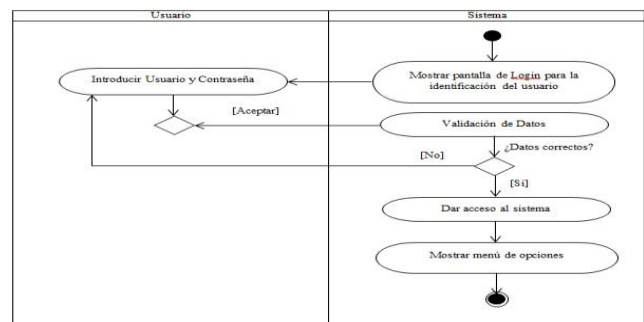 Usuario
Sistema
Introducir Usuario y Contraseña
Mostrar pantalla de Login para la
identificación del usuario
[Aceptar]
Validación de Datos
¿Datos correctos?
[No]
[Si]
Dar acceso al sistema
Mostrar menú de opciones